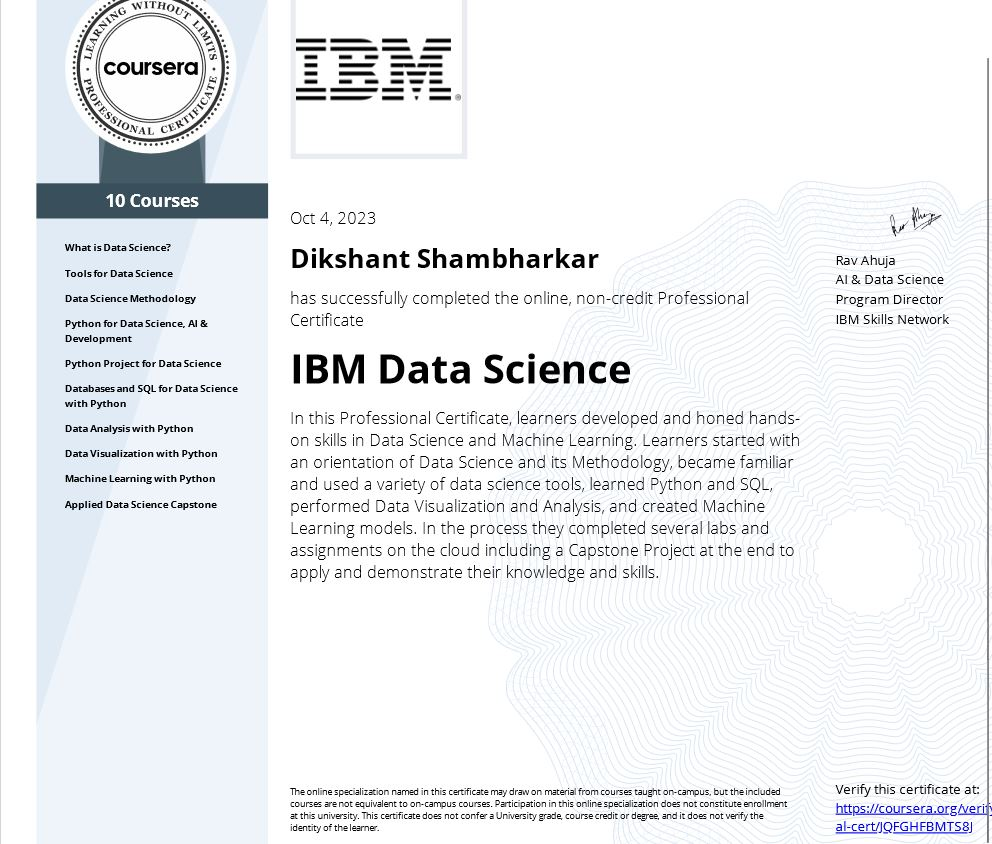 LEARNING WITHOUT LIMITS
coursera
PROFESSIONAL CERTIFICATE
IBM®
10 Courses
What is Data Science?
Tools for Data Science
Data Science Methodology
Python for Data Science, AI &
Development
Python Project for Data Science
Databases and SQL for Data Science
with Python
Data Analysis with Python
Data Visualization with Python
Machine Learning with Python
Applied Data Science Capstone
Oct 4, 2023
Dikshant Shambharkar
has successfully completed the online, non-credit Professional
Certificate
IBM Data Science
In this Professional Certificate, learners developed and honed hands-
on skills in Data Science and Machine Learning. Learners started with
an orientation of Data Science and its Methodology, became familiar
and used a variety of data science tools, learned Python and SQL,
performed Data Visualization and Analysis, and created Machine
Learning models. In the process they completed several labs and
assignments on the cloud including a Capstone Project at the end to
apply and demonstrate their knowledge and skills.
Rav Ahuja
AI & Data Science
Program Director
IBM Skills Network
The online specialization named in this certificate may draw on material from courses taught on-campus, but the included
courses are not equivalent to on-campus courses. Participation in this online specialization does not constitute enrollment
at this university. This certificate does not confer a University grade, course credit or degree, and it does not verify the
identity of the learner.
Verify this certificate at:
https://coursera.org/verify
al-cert/JQFGHFBMTS8J